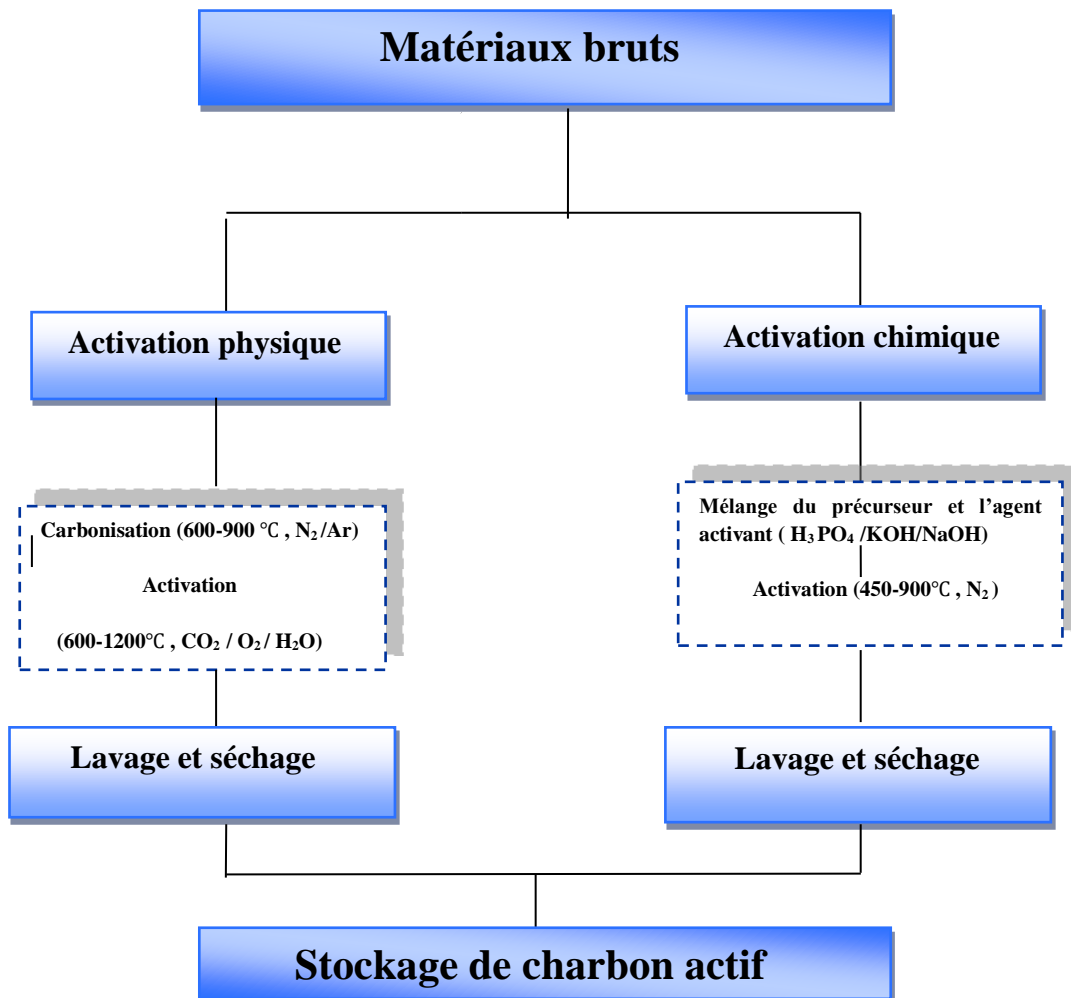 Matériaux bruts
Activation physique
Activation chimique
Carbonisation (600-900 ℃ , N₂ /Ar)
Activation
(600-1200℃ , CO₂ / O₂ / H₂O)
Mélange du précurseur et l’agent
activant ( H₃ PO₄ /KOH/NaOH)
Activation (450-900℃ , N₂ )
Lavage et séchage
Lavage et séchage
Stockage de charbon actif